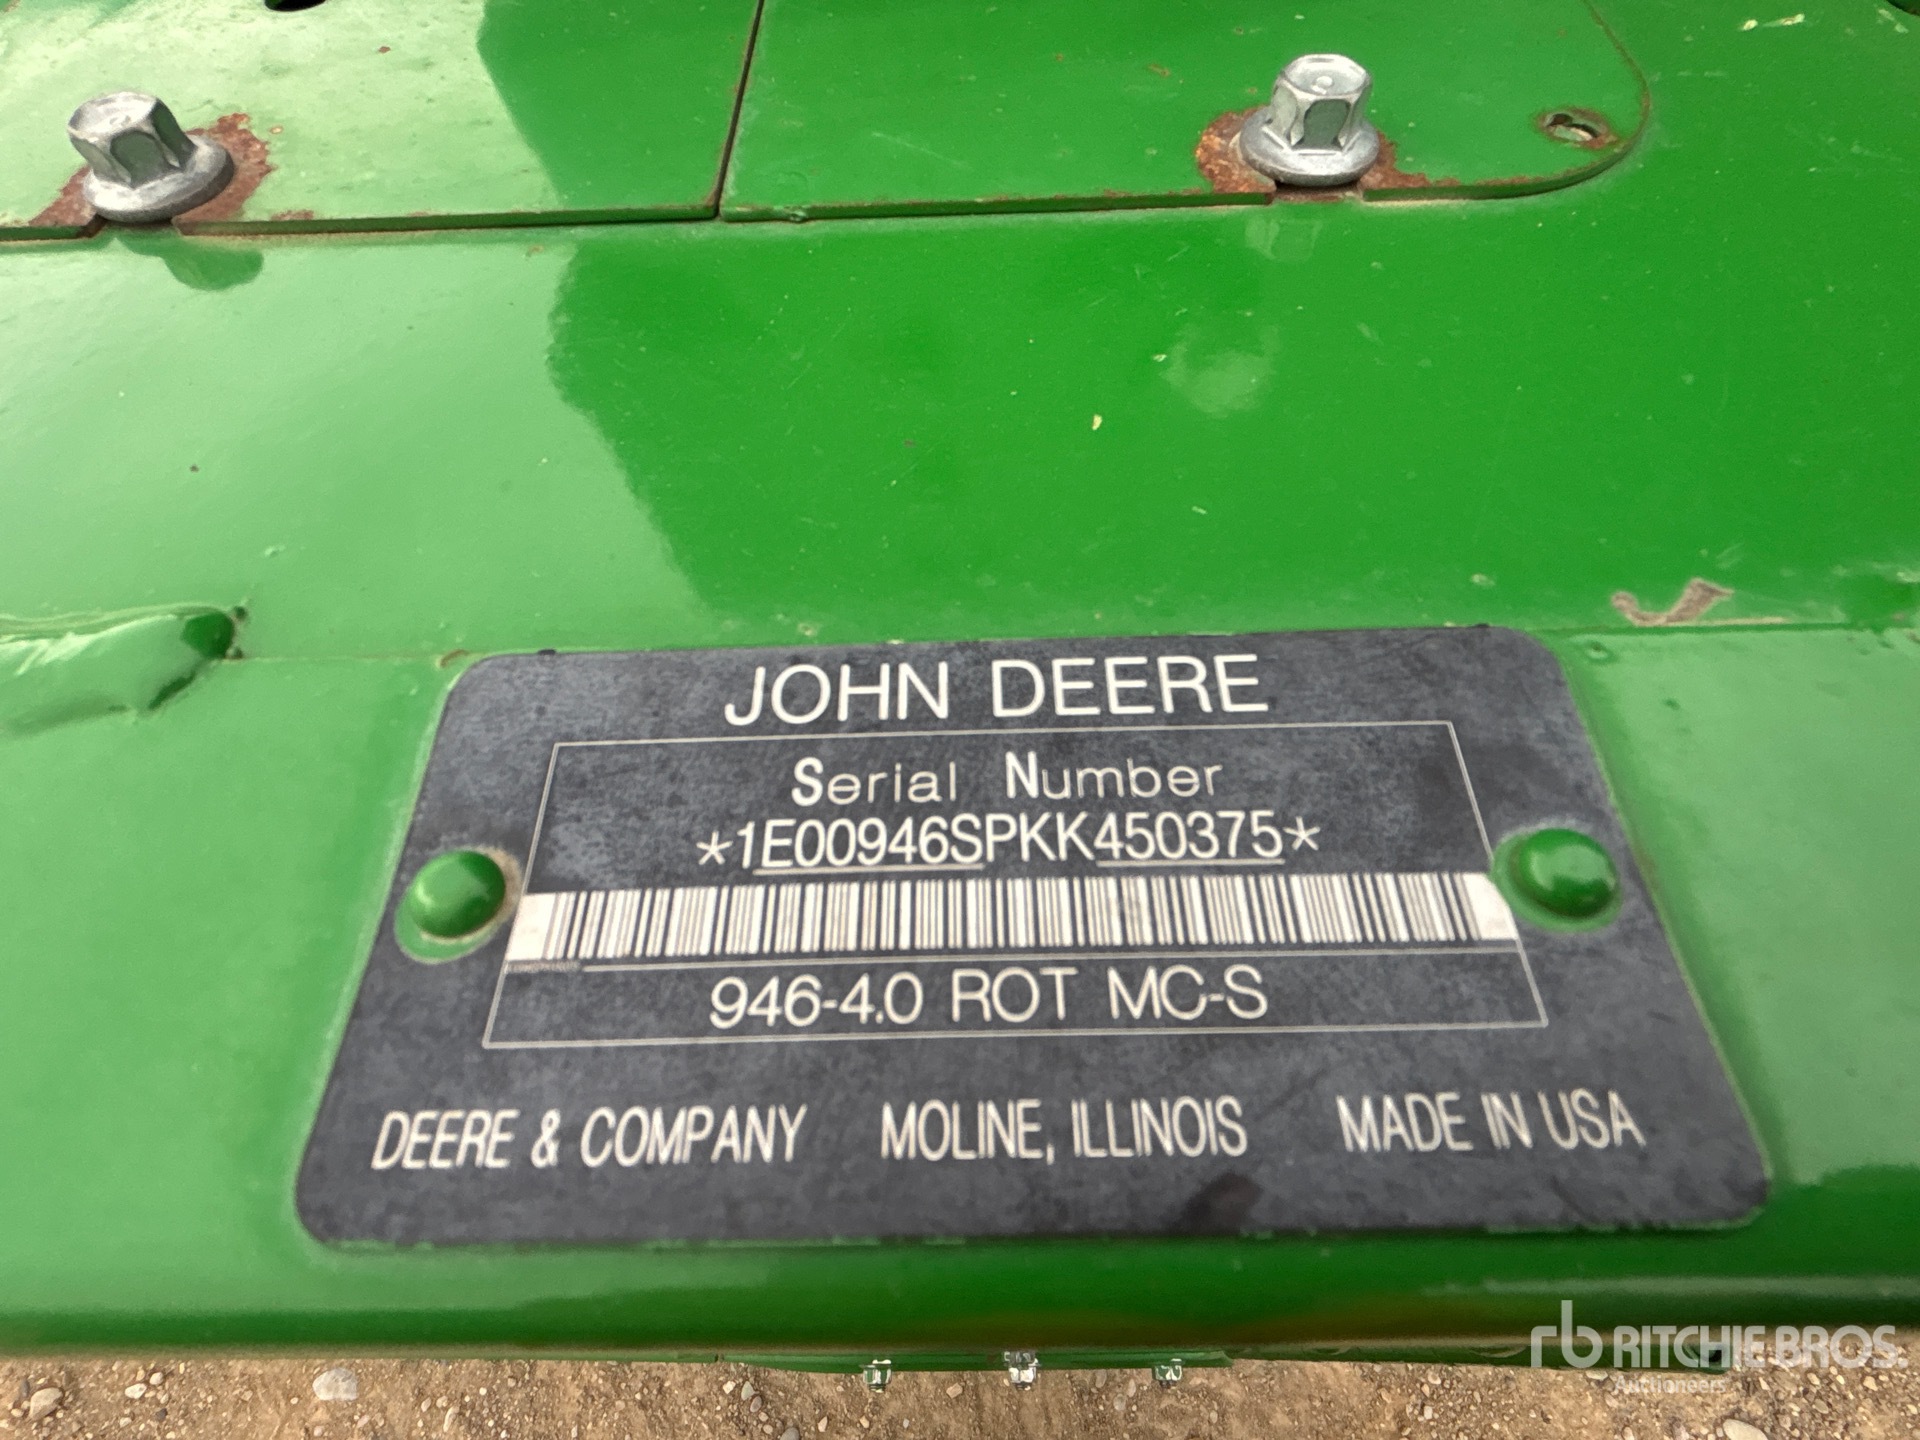 JOHN DEERE
Serial Number
*1E00946SPKK450375*
946-4.0 ROT MC-S
DEERE & COMPANY MOLINE, ILLINOIS MADE IN USA
rb RITCHIE BROS.
Auctioneers